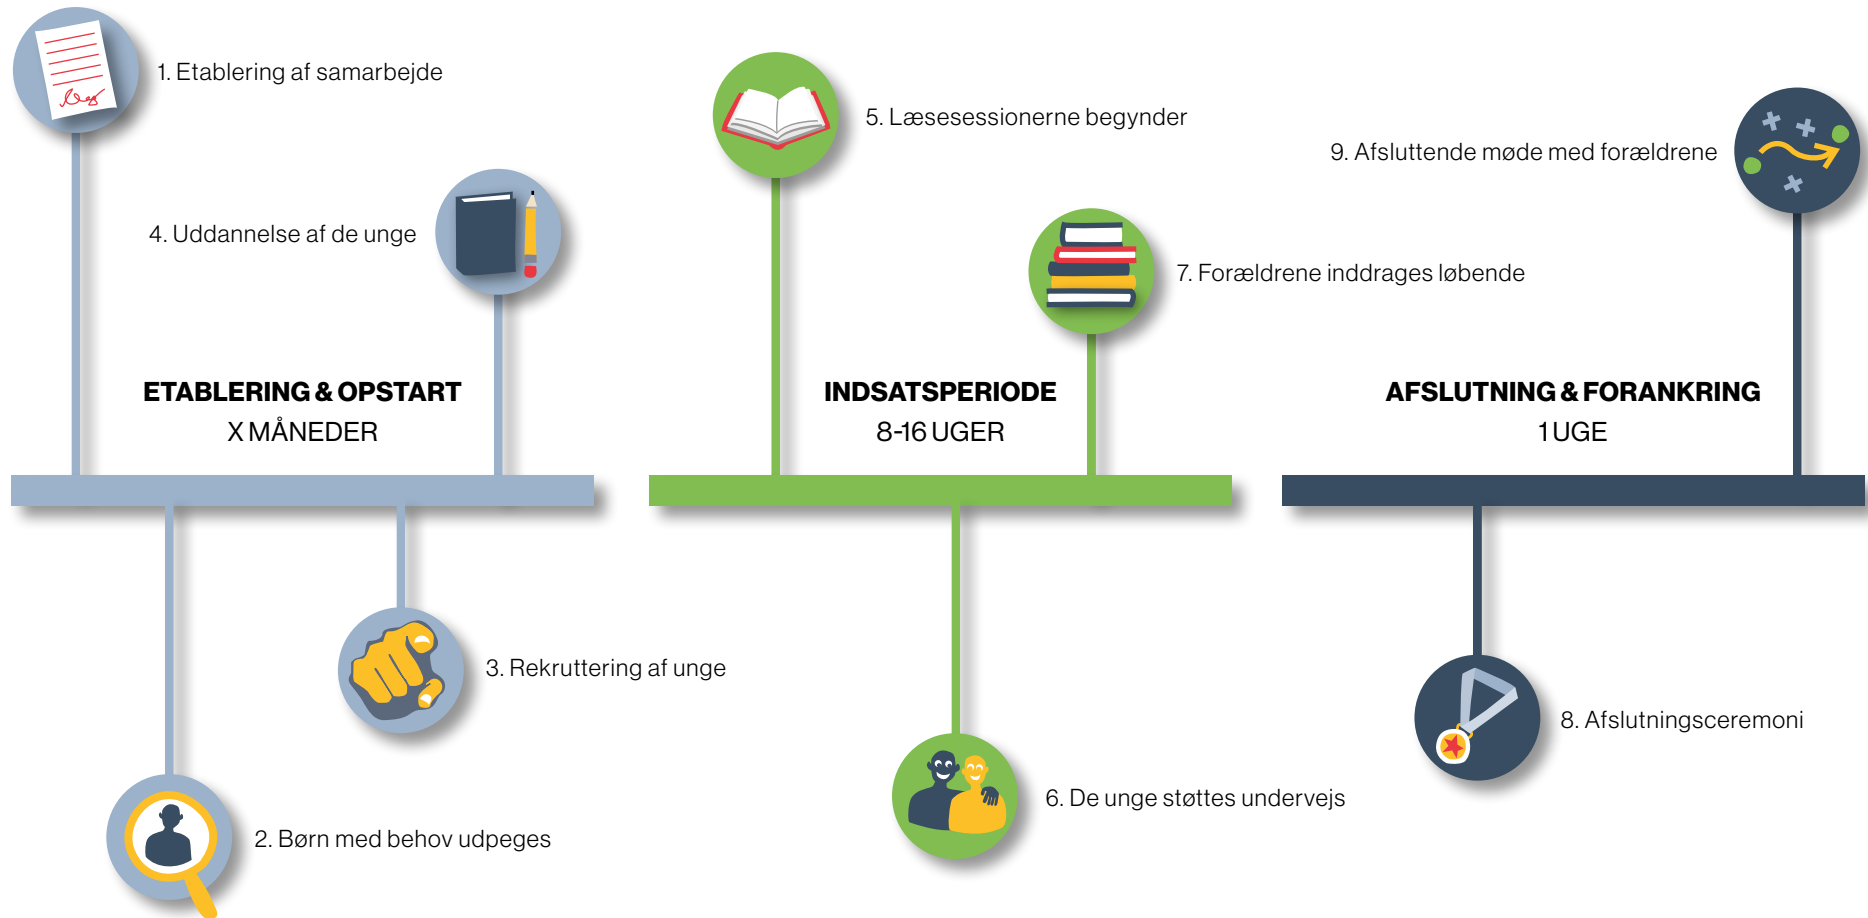 1. Etablering af samarbejde
4. Uddannelse af de unge
ETABLERING & OPSTART
X MÅNEDER
3. Rekruttering af unge
2. Børn med behov udpeges
5. Læsesessionerne begynder
7. Forældrene inddrages løbende
INDSATSPERIODE
8-16 UGER
6. De unge støttes undervejs
9. Afsluttende møde med forældrene
AFSLUTNING & FORANKRING
1 UGE
8. Afslutningsceremoni